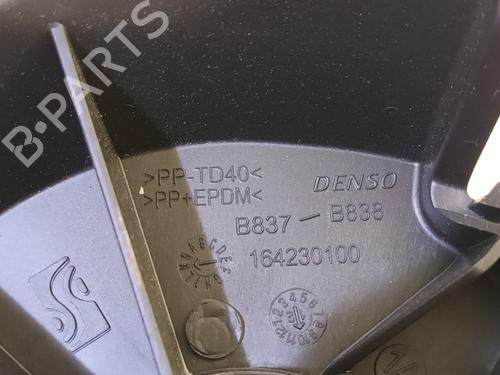 B-PARTS
>PP-TD40<
>PP+EPDM<
DENSO
B837 - B838
164230100